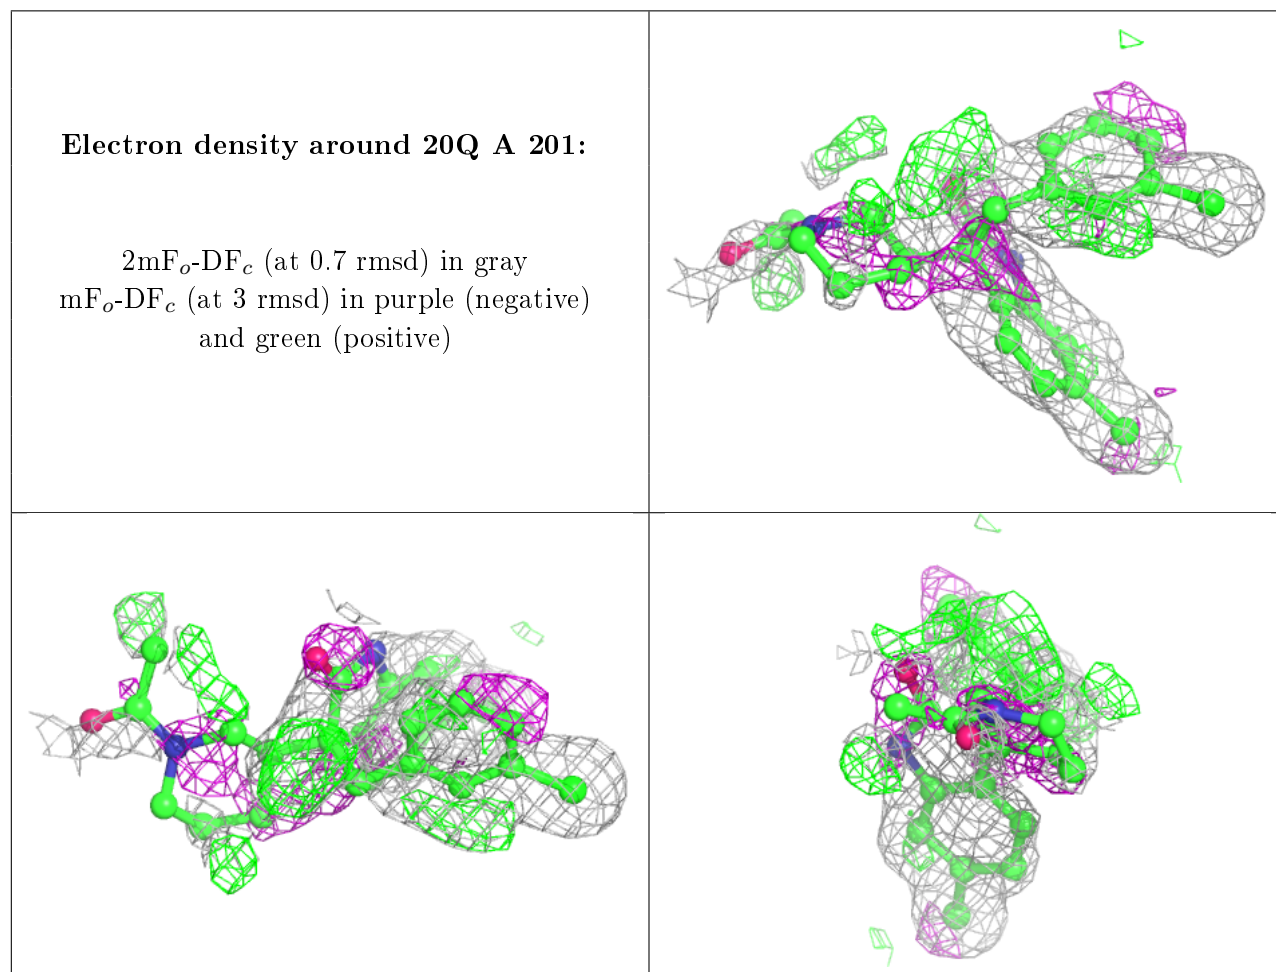 Electron density around 20Q A 201:
2mFo-DFc (at 0.7 rmsd) in gray
mFo-DFc (at 3 rmsd) in purple (negative)
and green (positive)